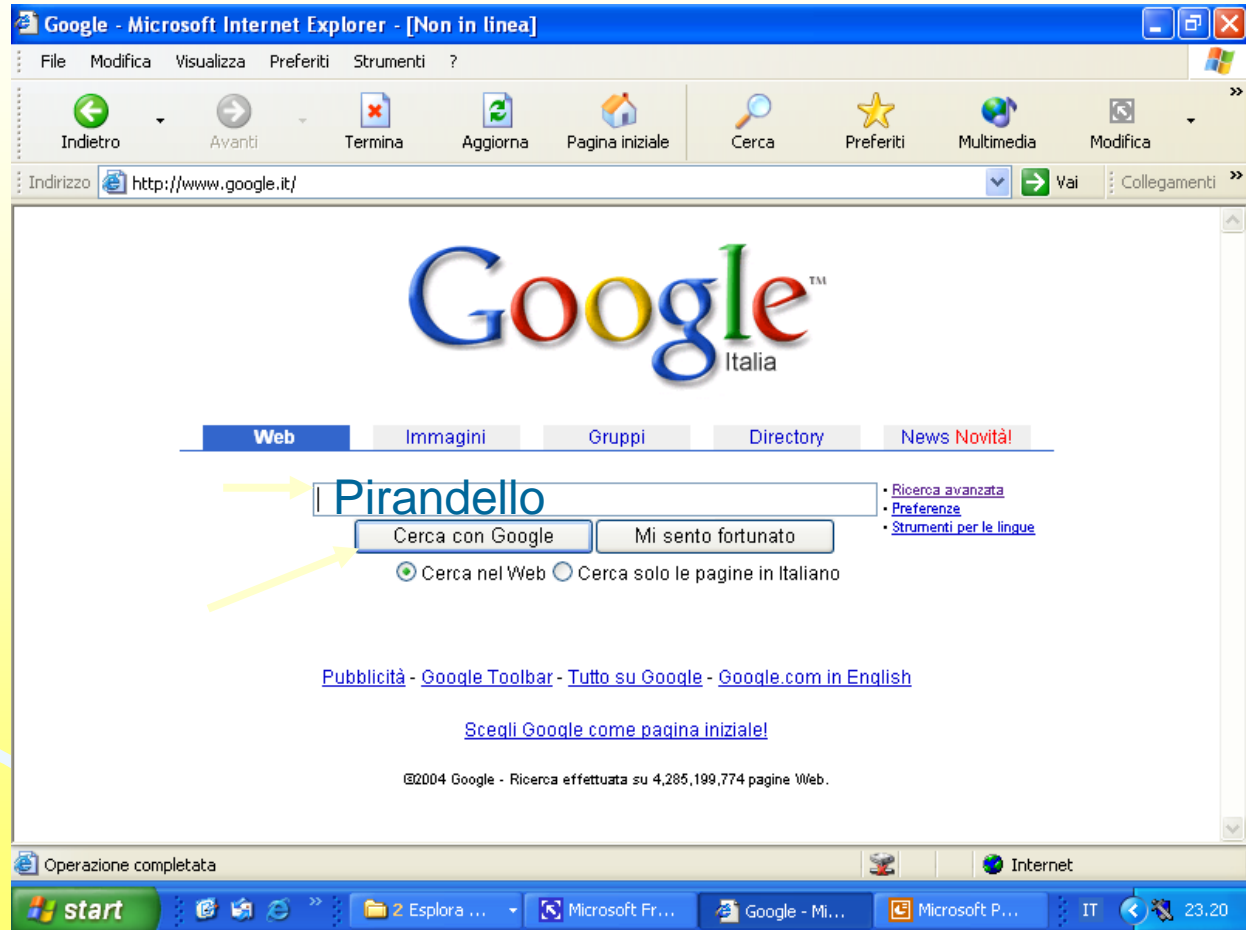 Google - Microsoft Internet Explorer - [Non in linea]
File Modifica Visualizza Preferiti Strumenti ?
Indietro Avanti Termina Aggiorna Pagina iniziale Cerca Preferiti Multimedia Modifica »
Indirizzo http://www.google.it/ Vai Collegamenti »
Google™
Italia
Web Immagini Gruppi Directory News Novità!
Pirandello
• Ricerca avanzata
• Preferenze
• Strumenti per le lingue
Cerca con Google Mi sento fortunato
Cerca nel Web Cerca solo le pagine in Italiano
Pubblicità - Google Toolbar - Tutto su Google - Google.com in English
Scegli Google come pagina iniziale!
©2004 Google - Ricerca effettuata su 4,285,199,774 pagine Web.
Operazione completata Internet
start » 2 Esplora ... Microsoft Fr... Google - Mi... Microsoft P... IT 23.20